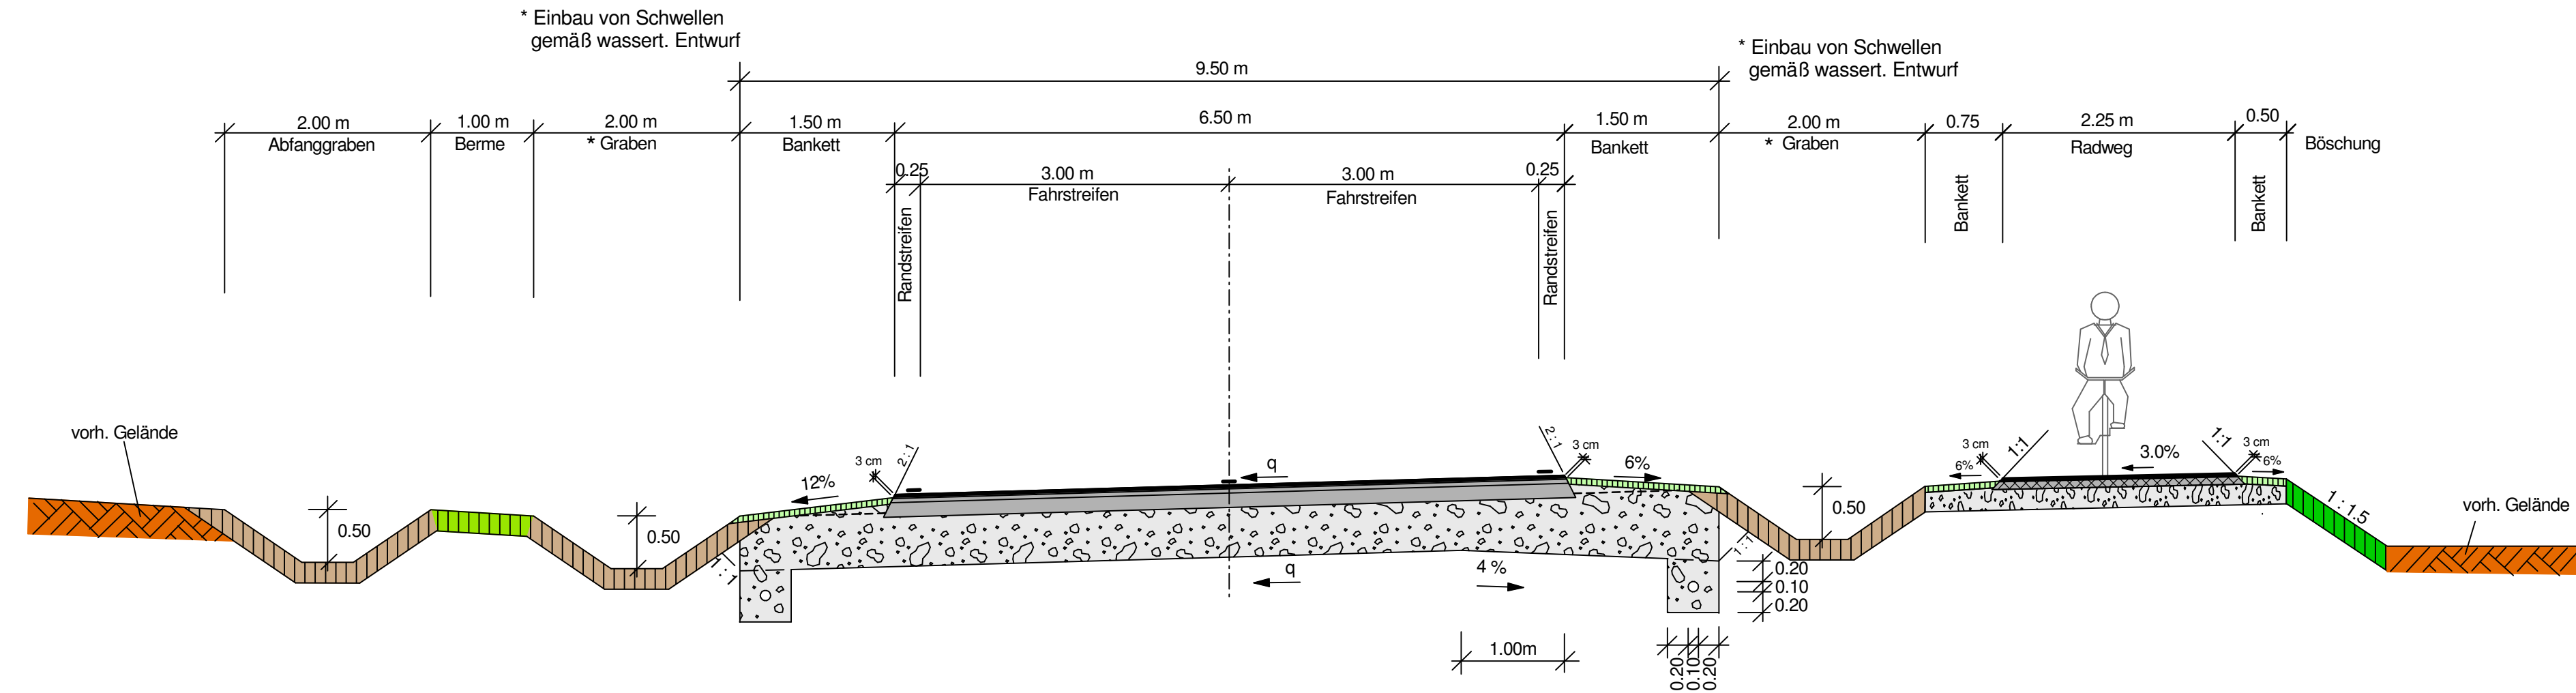 * Einbau von Schwellen
gemäß wassert. Entwurf
* Einbau von Schwellen
gemäß wassert. Entwurf
9.50 m
2.00 m
1.00 m
2.00 m
1.50 m
6.50 m
1.50 m
2.00 m
0.75
2.25 m
0.50
Abfanggraben
Berme
* Graben
Bankett
Bankett
* Graben
Radweg
Böschung
0.25
3.00 m
3.00 m
0.25
Fahrstreifen
Fahrstreifen
Randstreifen
Randstreifen
Bankett
Bankett
vorh. Gelände
0.50
0.50
12%
3 cm
2 : 1
q
2 : 1
3 cm
6%
0.50
3 cm
6%
1:1
3.0%
1:1
3 cm
6%
1 : 1.5
vorh. Gelände
1 : 1
q
4 %
1:1
0.20
0.10
0.20
1.00m
0.20
0.10
0.20